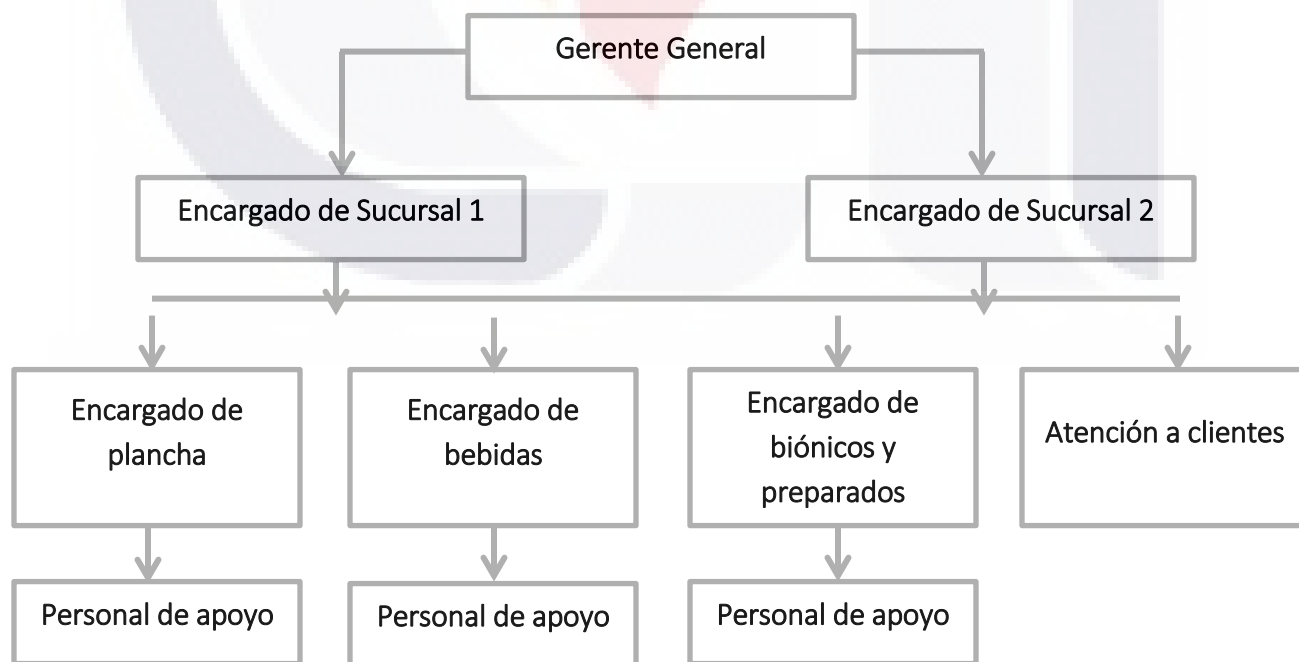 Gerente General
Encargado de Sucursal 1
Encargado de Sucursal 2
Encargado de
plancha
Encargado de
bebidas
Encargado de
biónicos y
preparados
Atención a clientes
Personal de apoyo
Personal de apoyo
Personal de apoyo